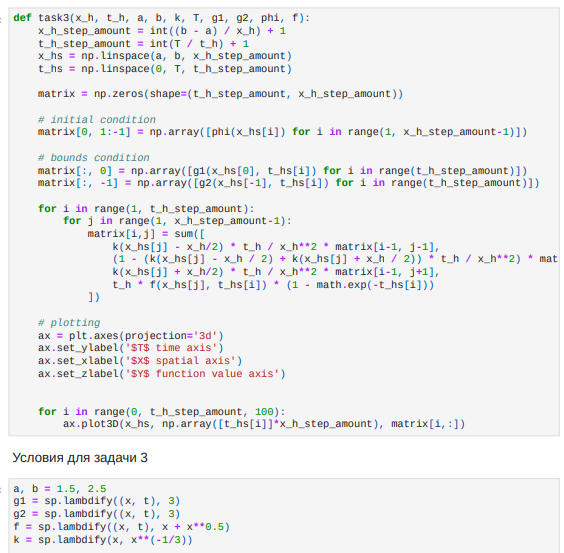 def task3(x_h, t_h, a, b, k, T, g1, g2, phi, f):
    x_h_step_amount = int((b - a) / x_h) + 1
    t_h_step_amount = int(T / t_h) + 1
    x_hs = np.linspace(a, b, x_h_step_amount)
    t_hs = np.linspace(0, T, t_h_step_amount)
    matrix = np.zeros(shape=(t_h_step_amount, x_h_step_amount))
    # initial condition
    matrix[0, 1:-1] = np.array([phi(x_hs[i]) for i in range(1, x_h_step_amount-1)])
    # bounds condition
    matrix[:, 0] = np.array([g1(x_hs[0], t_hs[i]) for i in range(t_h_step_amount)])
    matrix[:, -1] = np.array([g2(x_hs[-1], t_hs[i]) for i in range(t_h_step_amount)])
    for i in range(1, t_h_step_amount):
        for j in range(1, x_h_step_amount-1):
            matrix[i,j] = sum([
                k(x_hs[j] - x_h/2) * t_h / x_h**2 * matrix[i-1, j-1],
                (1 - (k(x_hs[j] - x_h / 2) + k(x_hs[j] + x_h / 2)) * t_h / x_h**2) * mat
                k(x_hs[j] + x_h/2) * t_h / x_h**2 * matrix[i-1, j+1],
                t_h * f(x_hs[j], t_hs[i]) * (1 - math.exp(-t_hs[i]))
            ])
    # plotting
    ax = plt.axes(projection='3d')
    ax.set_ylabel('$T$ time axis')
    ax.set_xlabel('$X$ spatial axis')
    ax.set_zlabel('$Y$ function value axis')
    for i in range(0, t_h_step_amount, 100):
        ax.plot3D(x_hs, np.array([t_hs[i]]*x_h_step_amount), matrix[i,:])
Условия для задачи 3
a, b = 1.5, 2.5
g1 = sp.lambdify((x, t), 3)
g2 = sp.lambdify((x, t), 3)
f = sp.lambdify((x, t), x + x**0.5)
k = sp.lambdify(x, x**(-1/3))